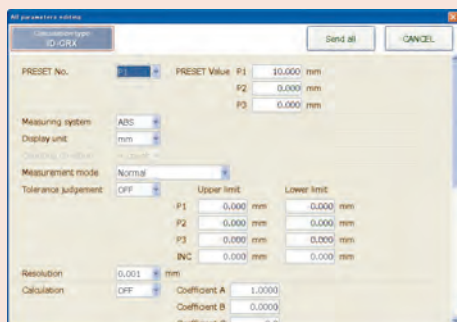 All parameters editing
Calculation type
ID-CRX
Send all
CANCEL
PRESET No. P1 PRESET Value P1 10.000 mm
P2 0.000 mm
P3 0.000 mm
Measuring system ABS
Display unit mm
Measurement mode Normal
Tolerance judgement OFF Upper limit Lower limit
P1 0.000 mm 0.000 mm
P2 0.000 mm 0.000 mm
P3 0.000 mm 0.000 mm
INC 0.000 mm 0.000 mm
Resolution 0.001 mm
Calculation OFF Coefficient A 1.0000
Coefficient B 0.0000